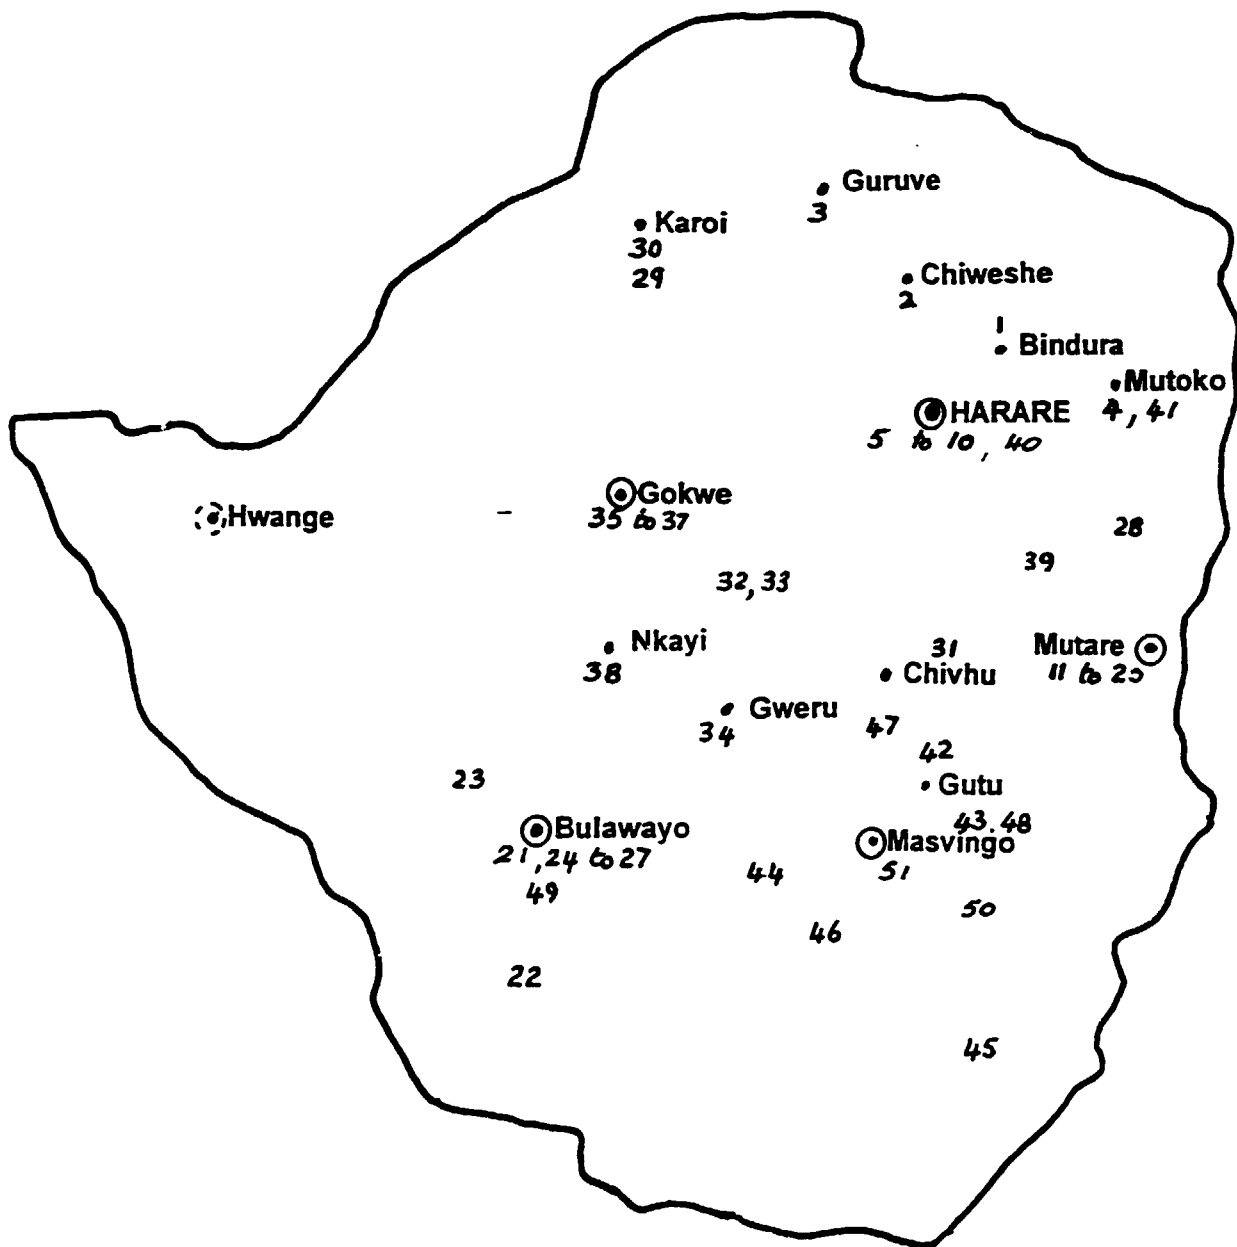 Guruve
3
Karoi
30
29
Chiweshe
2
1
Bindura
Mutoko
4, 41
HARARE
5 to 10, 40
Gokwe
35 to 37
Hwange
28
39
32, 33
Nkayi
38
31
Mutare
11 to 20
Chivhu
Gweru
34
47
42
23
Gutu
43.48
Bulawayo
21, 24 to 27
49
Masvingo
51
44
50
46
22
45